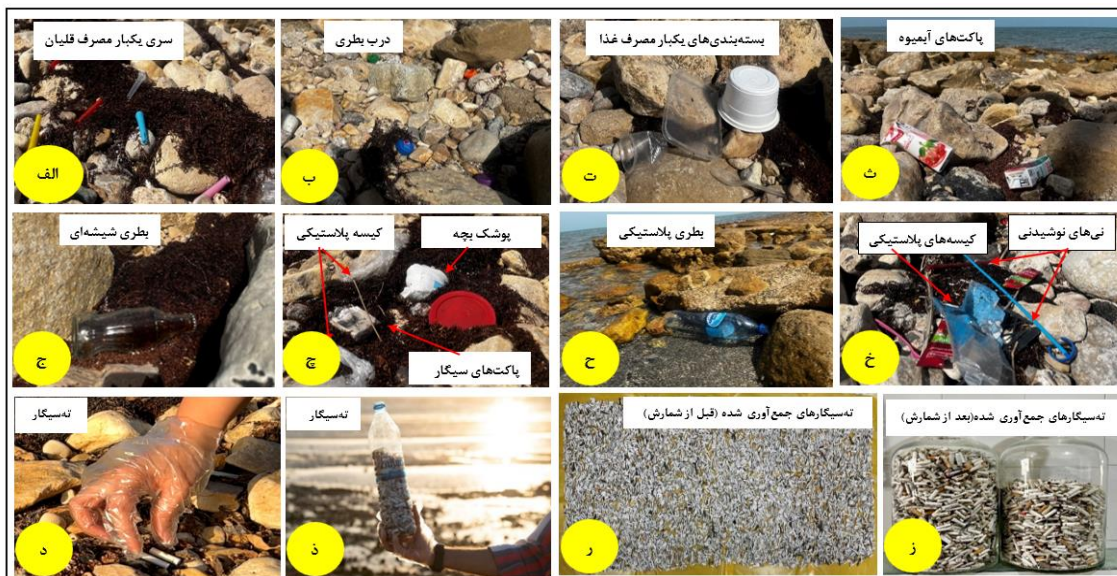 سری یکبار مصرف قلیان
الف
درب بطری
ب
بسته‌بندی‌های یکبار مصرف غذا
ت
پاکت‌های آبمیوه
ث
بطری شیشه‌ای
ج
کیسه پلاستیکی
پوشک بچه
پاکت‌های سیگار
چ
بطری پلاستیکی
ح
کیسه‌های پلاستیکی
نی‌های نوشیدنی
خ
ته‌سیگار
د
ته‌سیگار
ذ
ته‌سیگارهای جمع‌آوری شده (قبل از شمارش)
ر
ته‌سیگارهای جمع‌آوری شده(بعد از شمارش)
ز